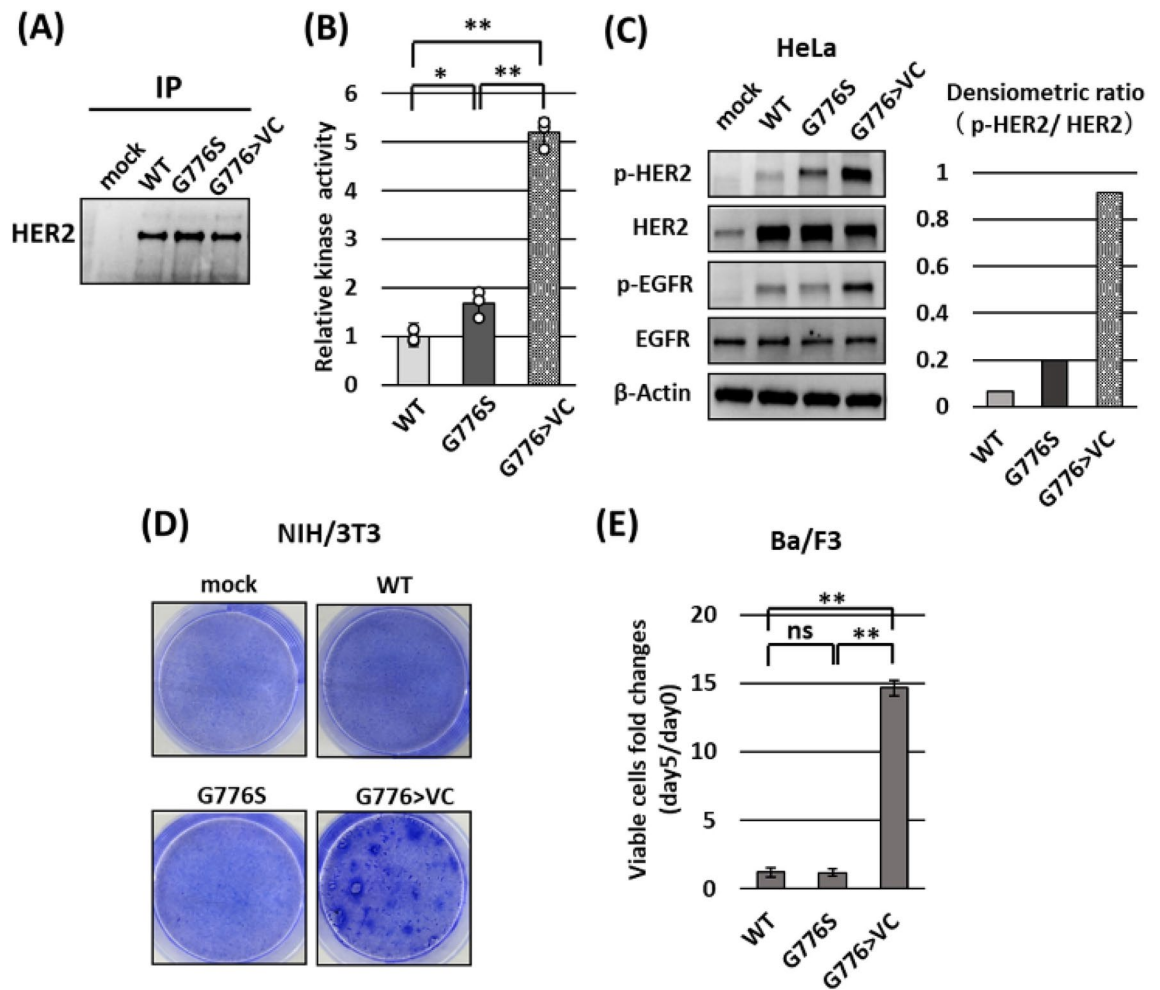 (A)
IP
mock
WT
G776S
G776>VC
HER2
(B)
**
*
**
Relative kinase activity
6
5
4
3
2
1
0
WT
G776S
G776>VC
(C)
HeLa
mock
WT
G776S
G776>VC
p-HER2
HER2
p-EGFR
EGFR
β-Actin
Densiometric ratio
( p-HER2/ HER2)
1
0.8
0.6
0.4
0.2
0
WT
G776S
G776>VC
(D)
NIH/3T3
mock
WT
G776S
G776>VC
(E)
Ba/F3
**
ns
**
Viable cells fold changes
(day5/day0)
20
15
10
5
0
WT
G776S
G776>VC